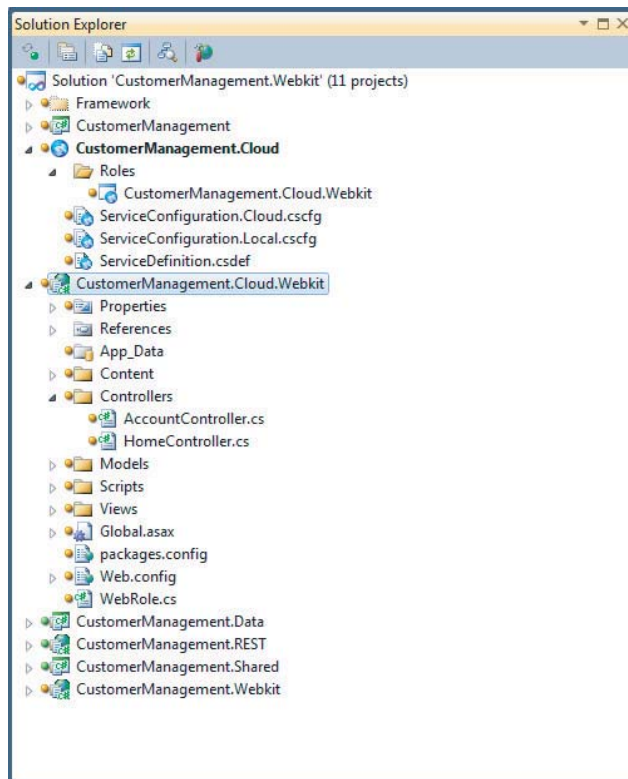 Solution Explorer
Solution 'CustomerManagement.Webkit' (11 projects)
Framework
CustomerManagement
CustomerManagement.Cloud
Roles
CustomerManagement.Cloud.Webkit
ServiceConfiguration.Cloud.cscfg
ServiceConfiguration.Local.cscfg
ServiceDefinition.csdef
CustomerManagement.Cloud.Webkit
Properties
References
App_Data
Content
Controllers
AccountController.cs
HomeController.cs
Models
Scripts
Views
Global.asax
packages.config
Web.config
WebRole.cs
CustomerManagement.Data
CustomerManagement.REST
CustomerManagement.Shared
CustomerManagement.Webkit